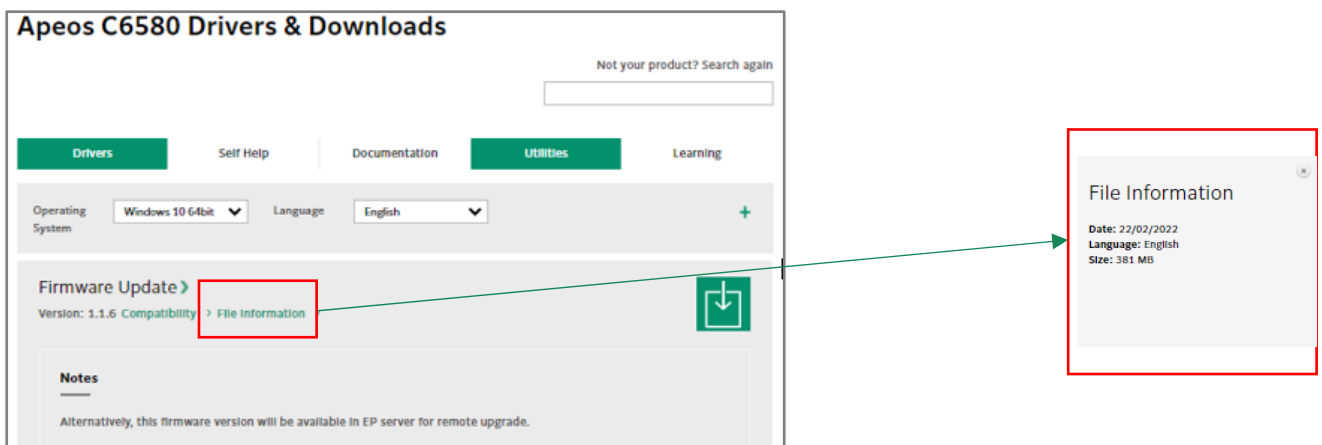 Apeos C6580 Drivers & Downloads
Not your product? Search again
Drivers
Self Help
Documentation
Utilities
Learning
Operating System
Windows 10 64bit
Language
English
+
Firmware Update >
Version: 1.1.6 Compatibility > File Information
Notes
Alternatively, this firmware version will be available in EP server for remote upgrade.
File Information
Date: 22/02/2022
Language: English
Size: 381 MB